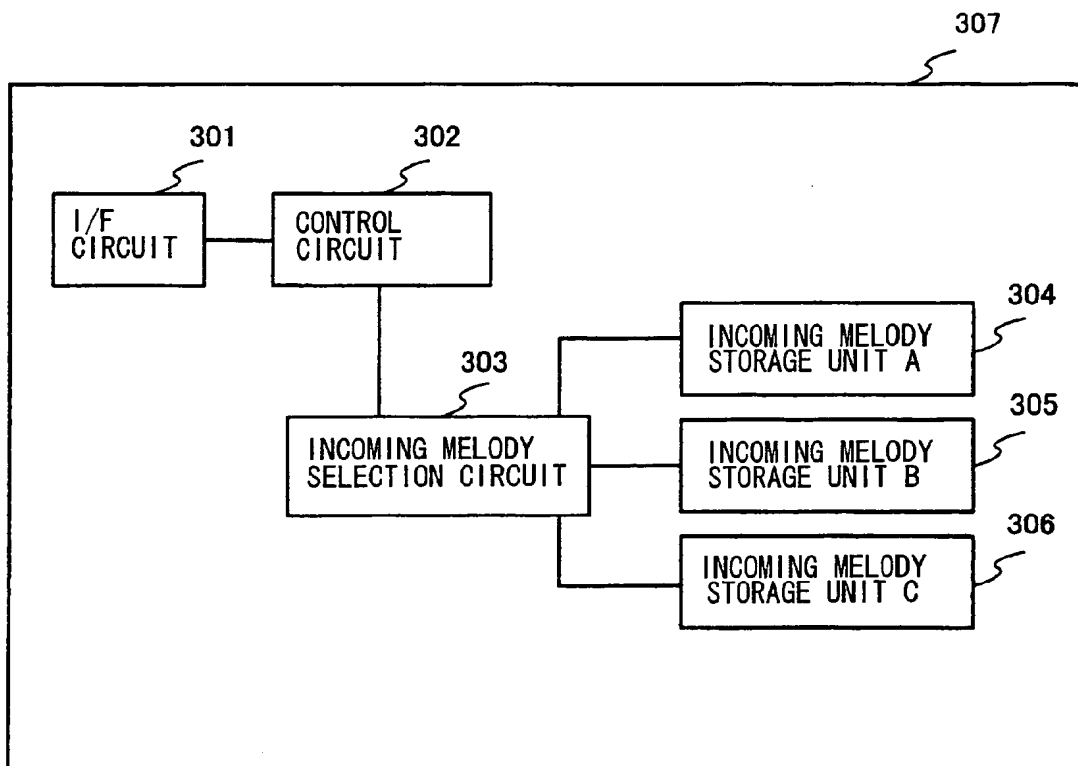 307
301
302
I/F
CIRCUIT
CONTROL
CIRCUIT
304
INCOMING MELODY
STORAGE UNIT A
303
305
INCOMING MELODY
SELECTION CIRCUIT
INCOMING MELODY
STORAGE UNIT B
306
INCOMING MELODY
STORAGE UNIT C